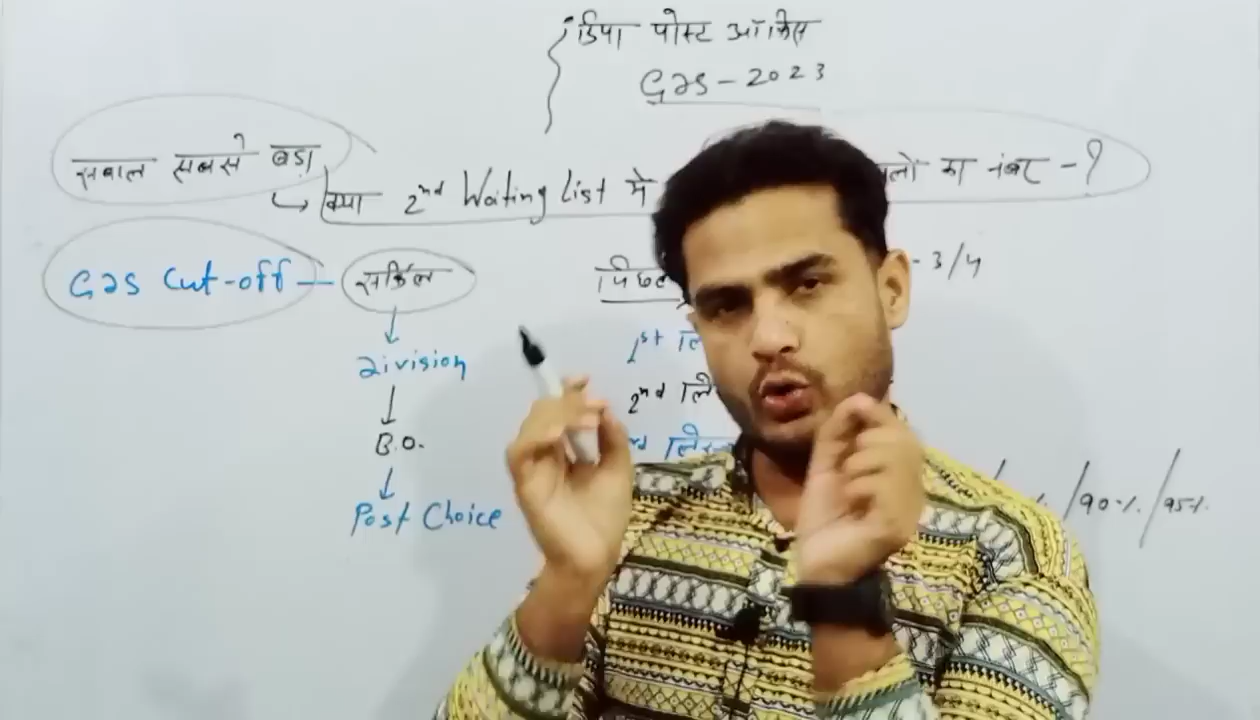 इंडिया पोस्ट ऑफिस
GDS - 2023
सवाल सबसे बड़ा
क्या 2nd Waiting List मे का नंबर - ?
GDS Cut-off - सर्किल
- 3/4
Division
1st
B.O.
2nd
Post Choice
/ 90% / 95%